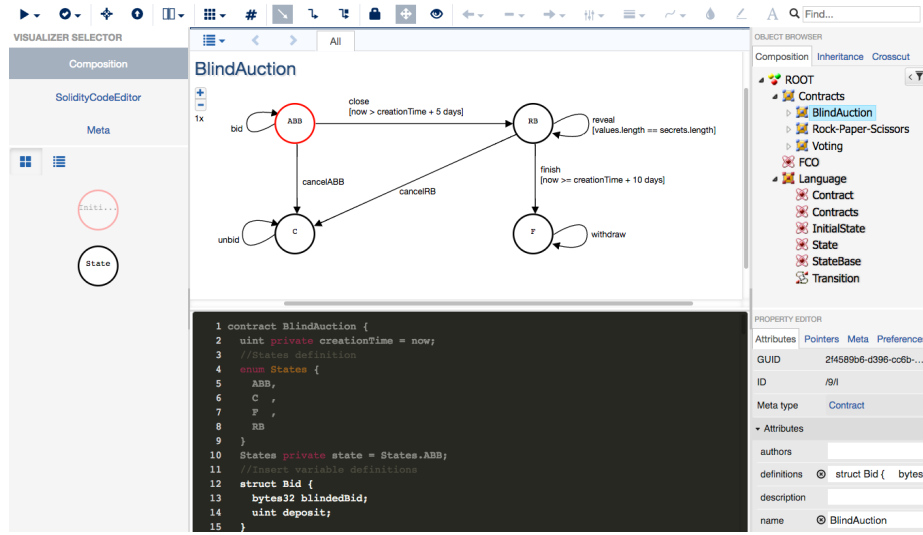 A Find...
VISUALIZER SELECTOR
Composition
SolidityCodeEditor
Meta
Initi...
State
All
BlindAuction
1x
ABB
bid
close
[now > creationTime + 5 days]
RB
reveal
[values.length == secrets.length]
cancelABB
cancelRB
finish
[now >= creationTime + 10 days]
unbid
C
F
withdraw
1 contract BlindAuction {
2 uint private creationTime = now;
3 //States definition
4 enum States {
5 ABB,
6 C ,
7 F ,
8 RB
9 }
10 States private state = States.ABB;
11 //Insert variable definitions
12 struct Bid {
13 bytes32 blindedBid;
14 uint deposit;
15 }
OBJECT BROWSER
Composition Inheritance Crosscut
ROOT
Contracts
BlindAuction
Rock-Paper-Scissors
Voting
FCO
Language
Contract
Contracts
InitialState
State
StateBase
Transition
PROPERTY EDITOR
Attributes Pointers Meta Preferences
GUID 2f4589b6-d396-cc6b-...
ID /9/I
Meta type Contract
Attributes
authors
definitions struct Bid { bytes
description
name BlindAuction